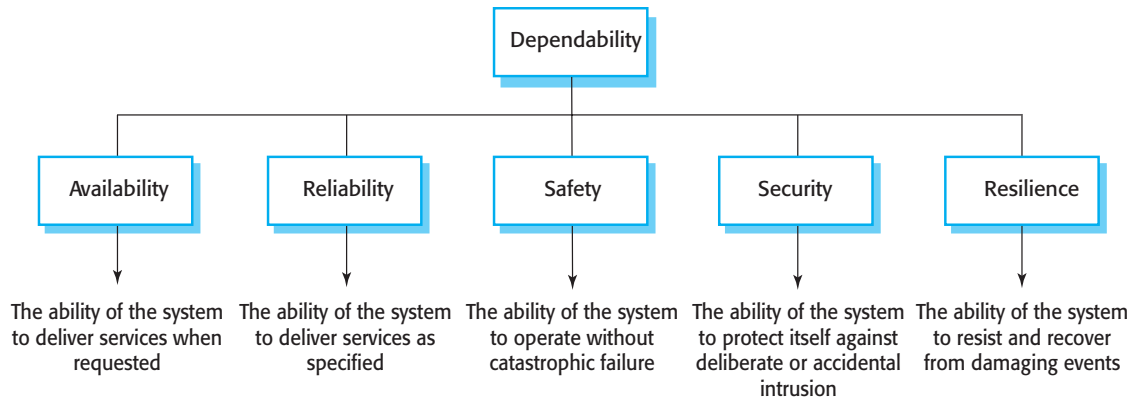 Dependability
Availability
Reliability
Safety
Security
Resilience
The ability of the system
to deliver services when
requested
The ability of the system
to deliver services as
specified
The ability of the system
to operate without
catastrophic failure
The ability of the system
to protect itself against
deliberate or accidental
intrusion
The ability of the system
to resist and recover
from damaging events